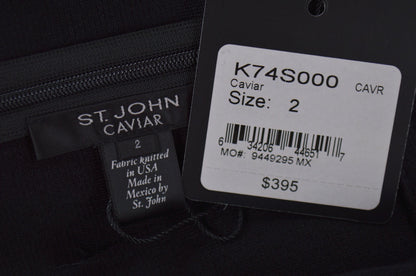 ST. JOHN
CAVIAR
2
Fabric knitted
in USA
Made in
Mexico by
St. John
K74S000
Caviar CAVR
Size: 2
6 34206 44651 7
MO#: 9449295 MX
$395